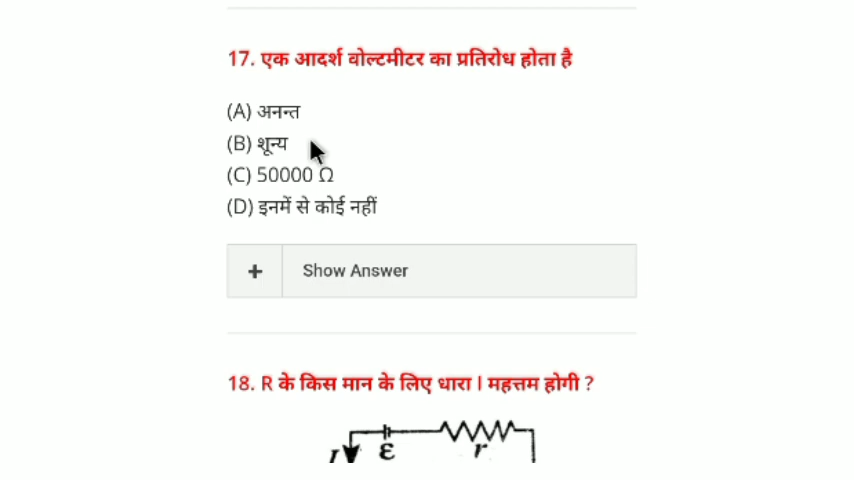 17. एक आदर्श वोल्टमीटर का प्रतिरोध होता है
(A) अनन्त
(B) शून्य
(C) 50000 Ω
(D) इनमें से कोई नहीं
+ Show Answer
18. R के किस मान के लिए धारा I महत्तम होगी ?
I ε r